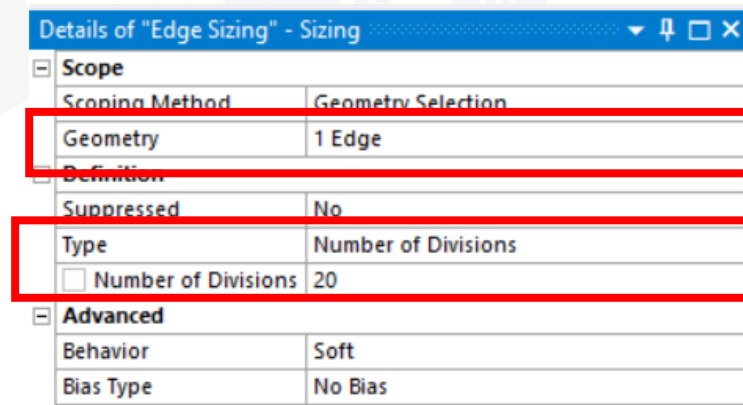 Details of "Edge Sizing" - Sizing
Scope
Scoping Method Geometry Selection
Geometry 1 Edge
Definition
Suppressed No
Type Number of Divisions
Number of Divisions 20
Advanced
Behavior Soft
Bias Type No Bias